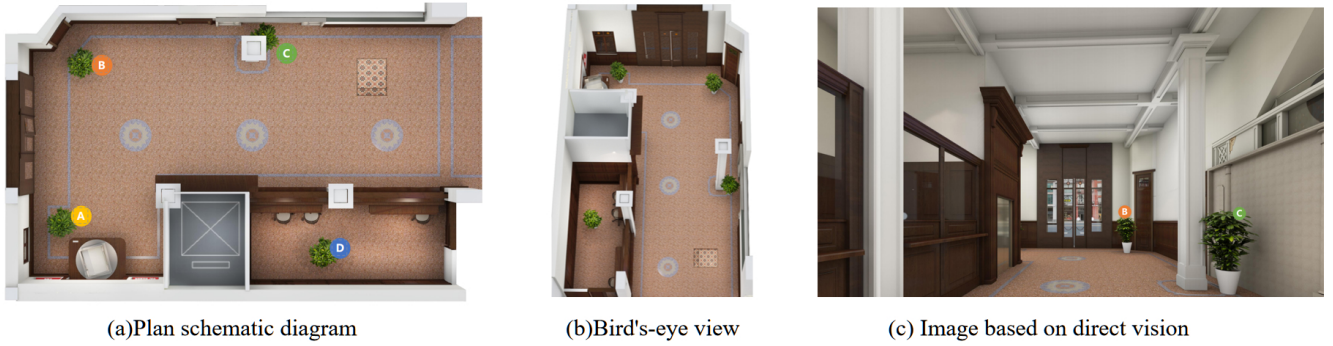 B
C
A
D
B
C
(a)Plan schematic diagram
(b)Bird's-eye view
(c) Image based on direct vision